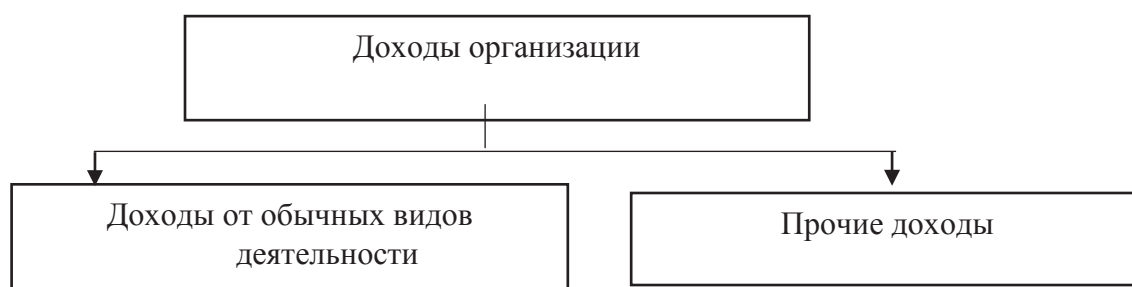 Доходы организации
Доходы от обычных видов
деятельности
Прочие доходы